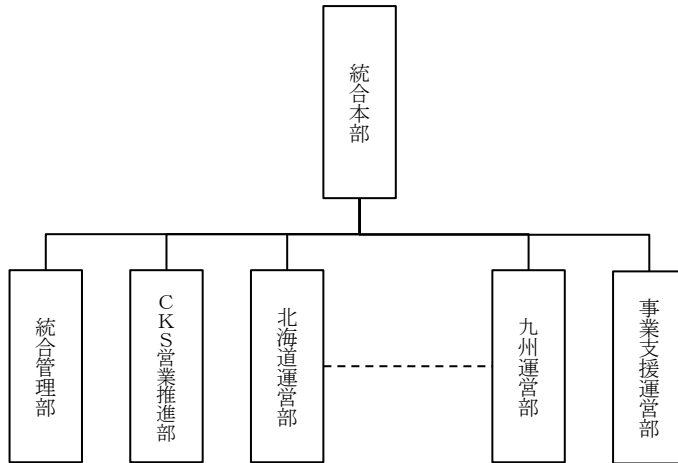 統合本部
統合管理部
CKS営業推進部
北海道運営部
九州運営部
事業支援運営部